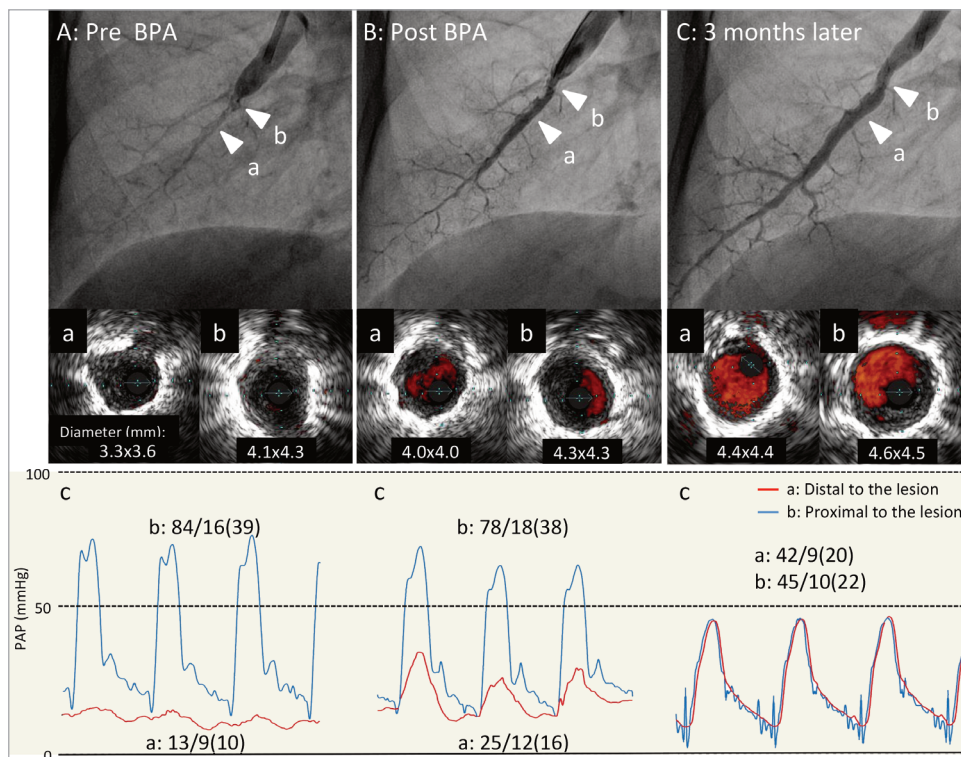 A: Pre BPA
B: Post BPA
C: 3 months later
b
a
b
a
b
a
a
b
a
b
a
b
Diameter (mm):
3.3x3.6
4.1x4.3
4.0x4.0
4.3x4.3
4.4x4.4
4.6x4.5
100
c
c
c
a: Distal to the lesion
b: Proximal to the lesion
b: 84/16(39)
b: 78/18(38)
a: 42/9(20)
b: 45/10(22)
PAP (mmHg)
50
a: 13/9(10)
a: 25/12(16)
0